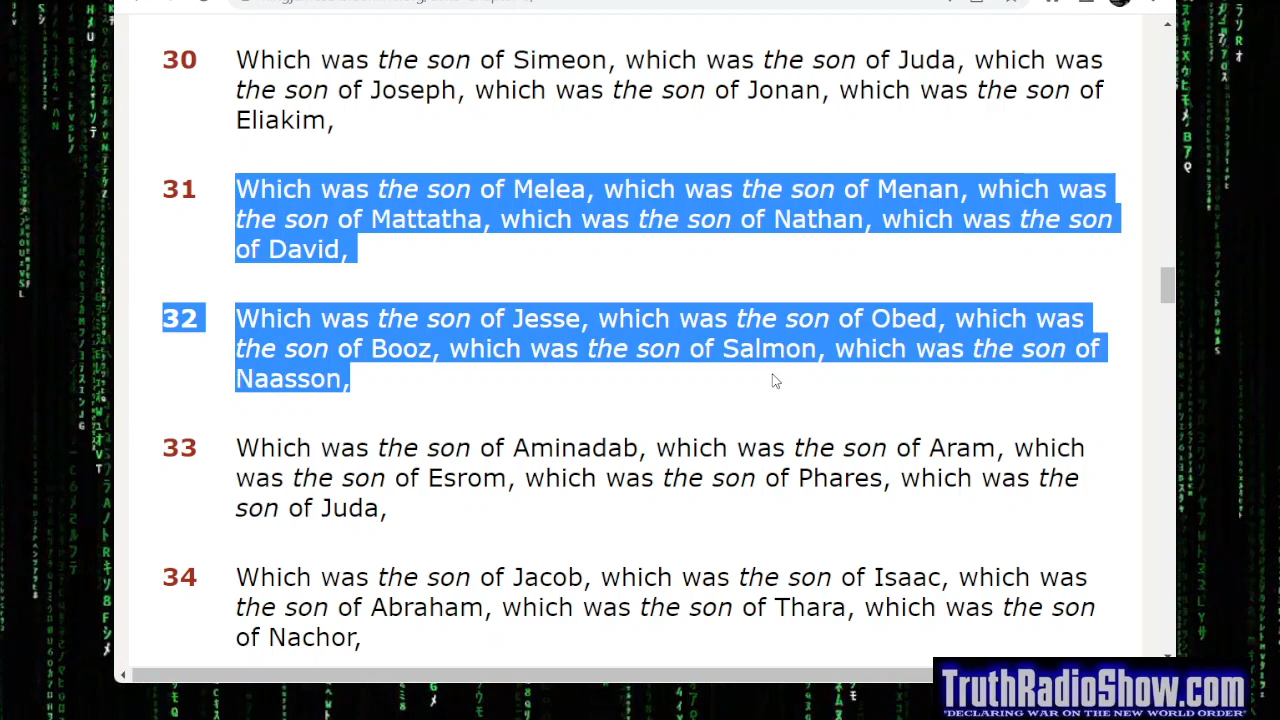 30 Which was the son of Simeon, which was the son of Juda, which was
the son of Joseph, which was the son of Jonan, which was the son of
Eliakim,
31 Which was the son of Melea, which was the son of Menan, which was
the son of Mattatha, which was the son of Nathan, which was the son
of David,
32 Which was the son of Jesse, which was the son of Obed, which was
the son of Booz, which was the son of Salmon, which was the son of
Naasson,
33 Which was the son of Aminadab, which was the son of Aram, which
was the son of Esrom, which was the son of Phares, which was the
son of Juda,
34 Which was the son of Jacob, which was the son of Isaac, which was
the son of Abraham, which was the son of Thara, which was the son
of Nachor,
TruthRadioShow.com
"DECLARING WAR ON THE NEW WORLD ORDER"